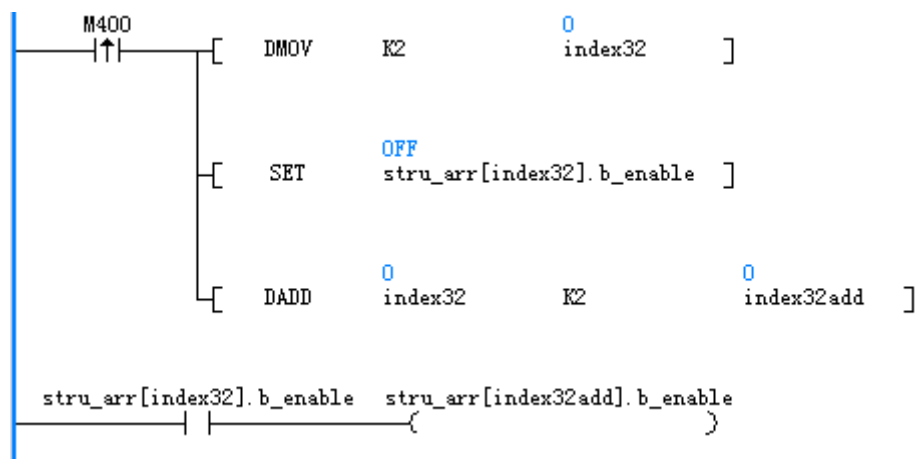 M400
0
[ DMOV K2 index32 ]
OFF
[ SET stru_arr[index32].b_enable ]
0 0
[ DADD index32 K2 index32add ]
stru_arr[index32].b_enable stru_arr[index32add].b_enable